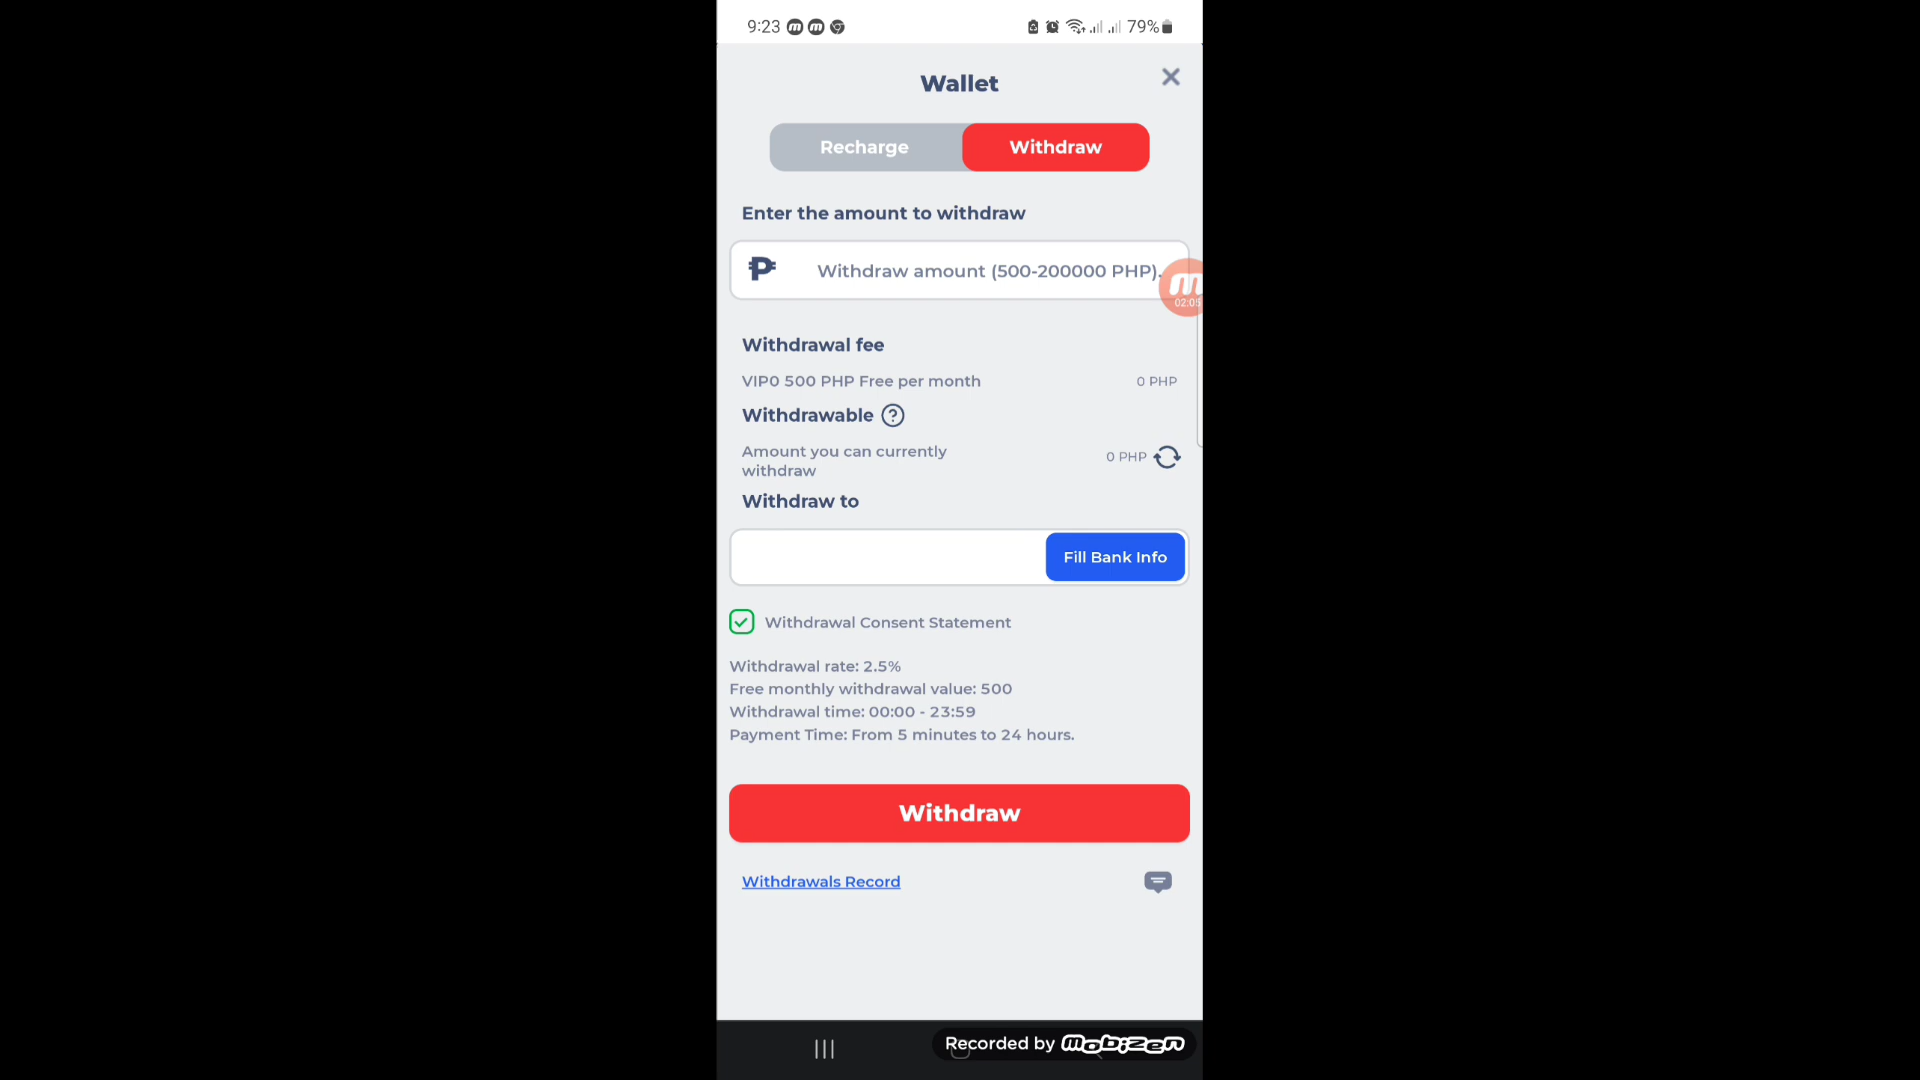 9:23 79%
Wallet
Recharge Withdraw
Enter the amount to withdraw
₱ Withdraw amount (500-200000 PHP).
02:05
Withdrawal fee
VIP0 500 PHP Free per month 0 PHP
Withdrawable ?
Amount you can currently
withdraw
0 PHP
Withdraw to
Fill Bank Info
Withdrawal Consent Statement
Withdrawal rate: 2.5%
Free monthly withdrawal value: 500
Withdrawal time: 00:00 - 23:59
Payment Time: From 5 minutes to 24 hours.
Withdraw
Withdrawals Record
Recorded by mobizen